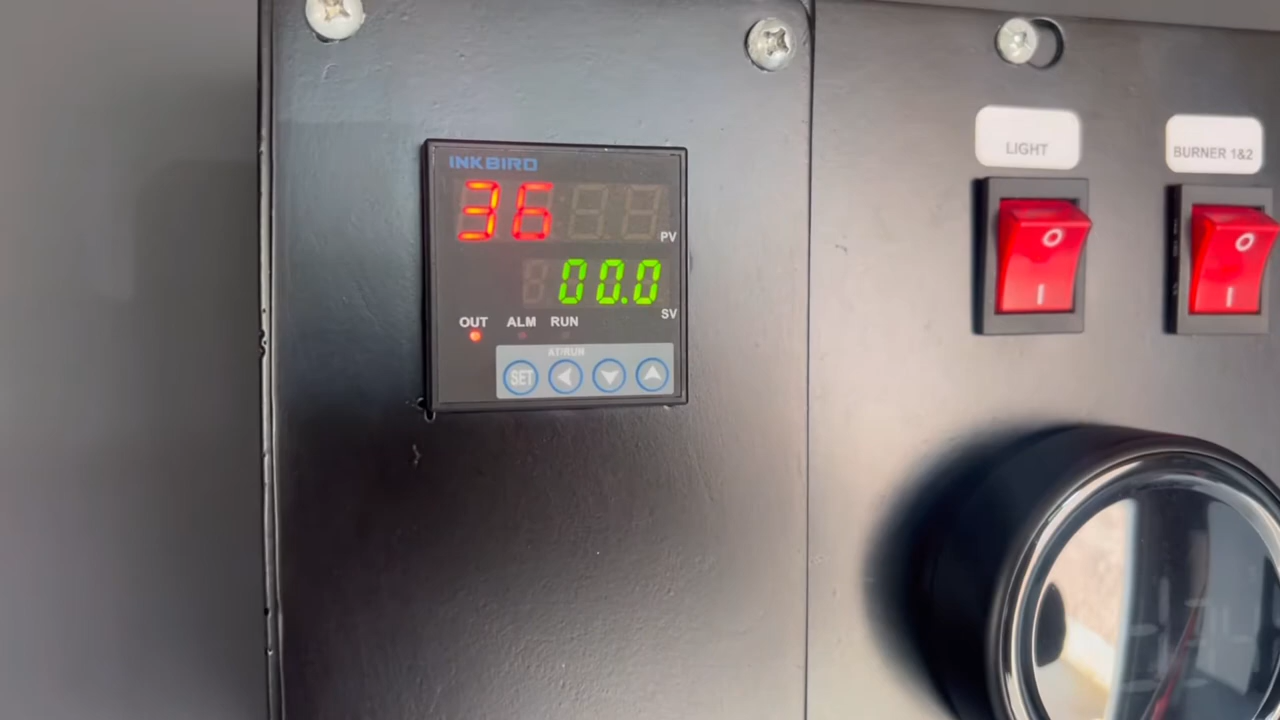 INKBIRD
36
PV
00.0
SV
OUT ALM RUN
AT/RUN
SET
LIGHT
O
I
BURNER 1&2
O
I